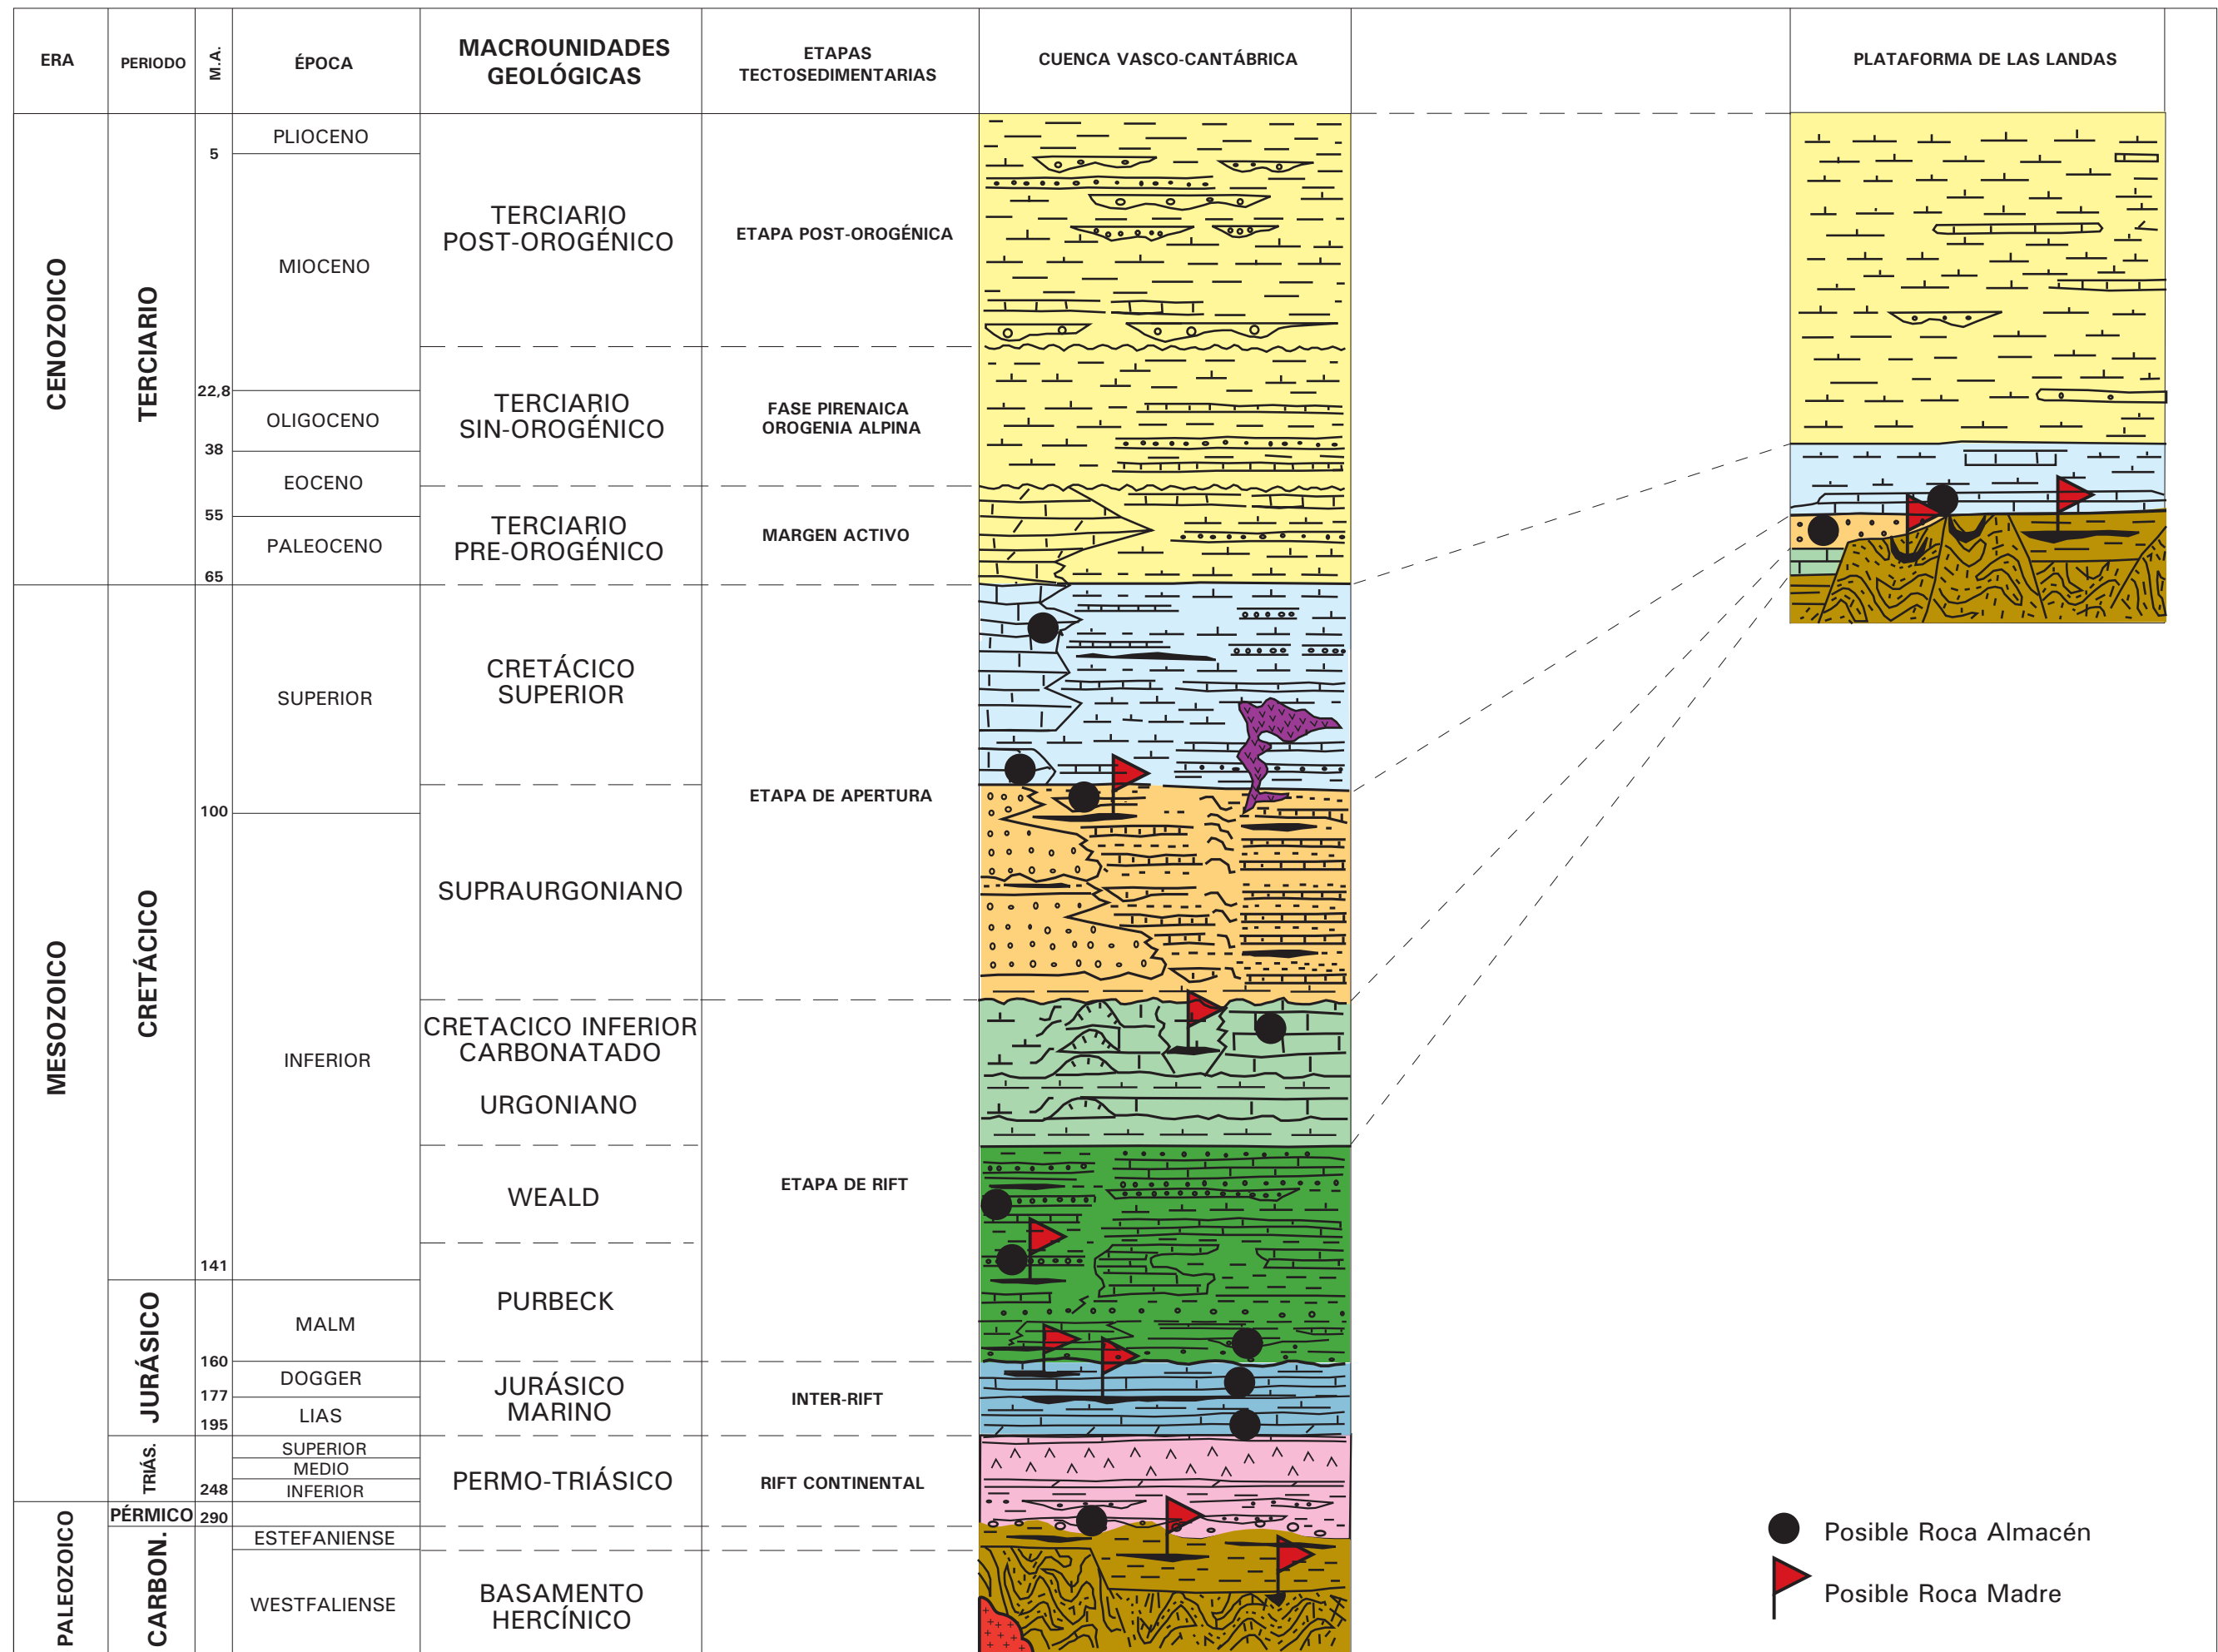 ERA
PERIODO
M.A.
ÉPOCA
MACROUNIDADES
GEOLÓGICAS
ETAPAS
TECTOSEDIMENTARIAS
CUENCA VASCO-CANTÁBRICA
PLATAFORMA DE LAS LANDAS
CENOZOICO
TERCIARIO
PLIOCENO
5
MIOCENO
22,8
OLIGOCENO
38
EOCENO
55
PALEOCENO
65
TERCIARIO
POST-OROGÉNICO
ETAPA POST-OROGÉNICA
TERCIARIO
SIN-OROGÉNICO
FASE PIRENAICA
OROGENIA ALPINA
TERCIARIO
PRE-OROGÉNICO
MARGEN ACTIVO
MESOZOICO
CRETÁCICO
SUPERIOR
100
INFERIOR
141
CRETÁCICO
SUPERIOR
ETAPA DE APERTURA
SUPRAURGONIANO
CRETACICO INFERIOR
CARBONATADO
URGONIANO
WEALD
ETAPA DE RIFT
PURBECK
JURÁSICO
MALM
160
DOGGER
177
LIAS
195
JURÁSICO
MARINO
INTER-RIFT
TRIÁS.
SUPERIOR
MEDIO
INFERIOR
248
PERMO-TRIÁSICO
RIFT CONTINENTAL
PALEOZOICO
PÉRMICO
290
CARBON.
ESTEFANIENSE
WESTFALIENSE
BASAMENTO
HERCÍNICO
Posible Roca Almacén
Posible Roca Madre